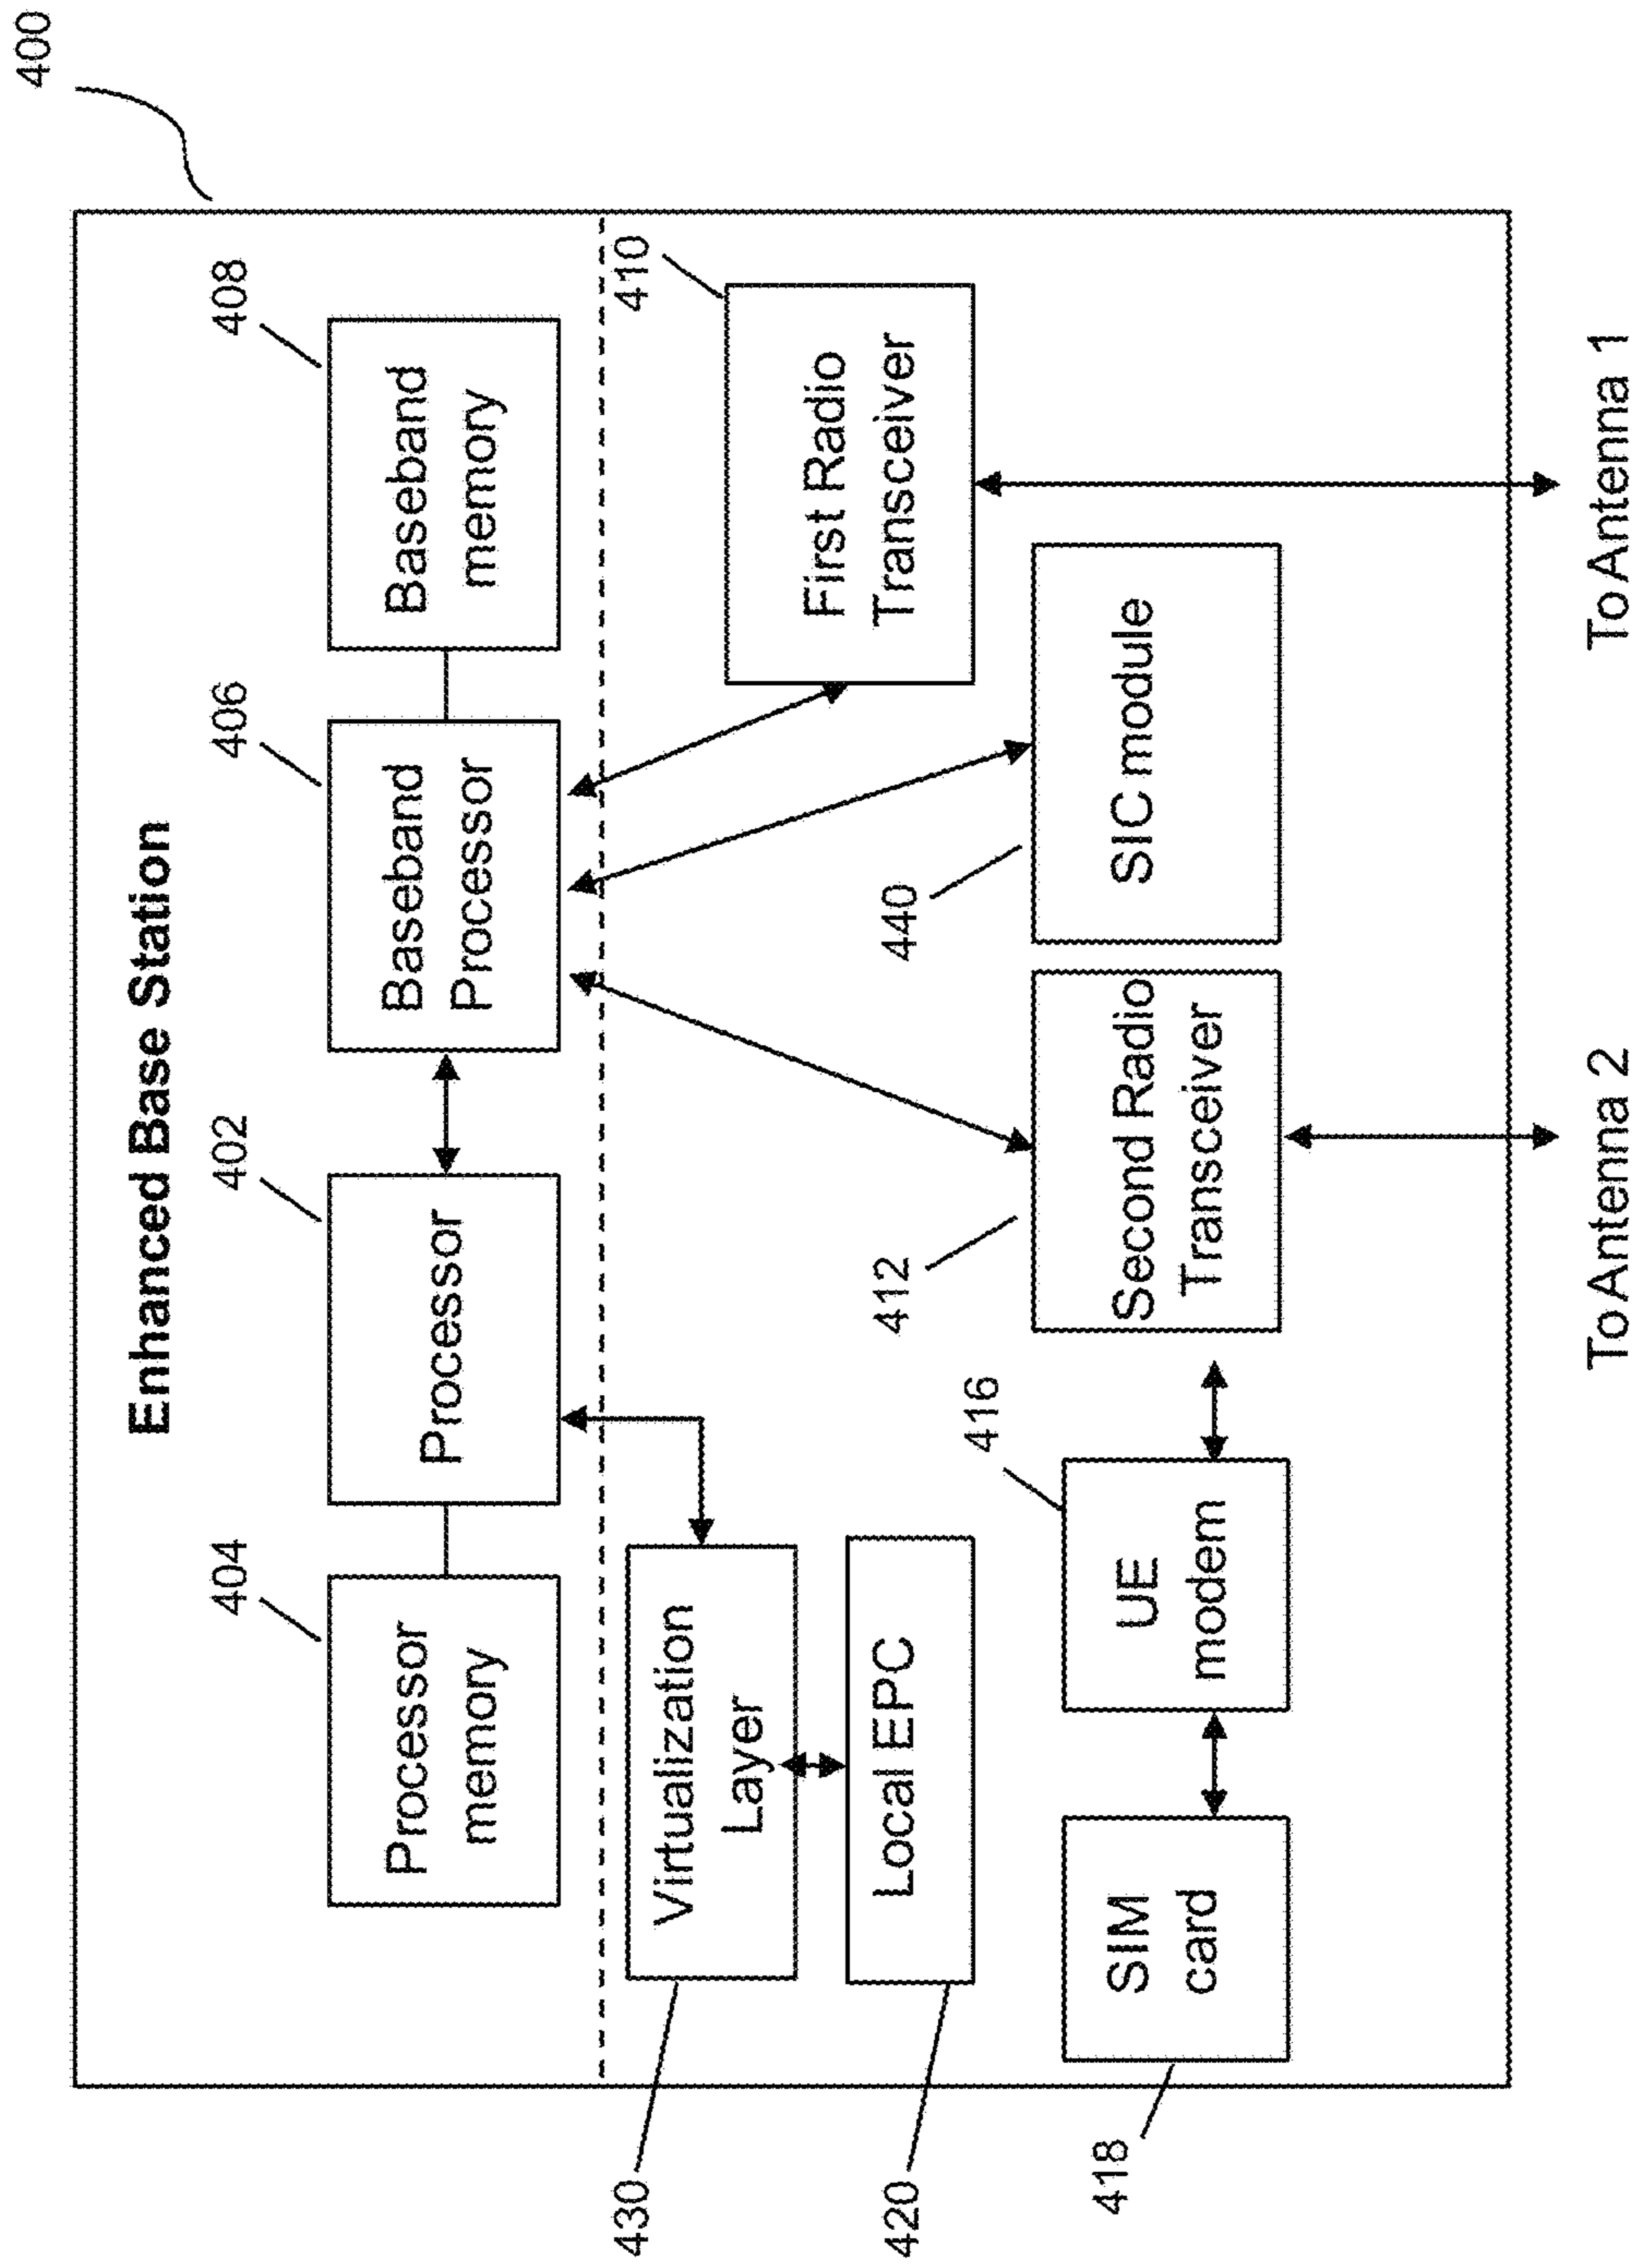 400
Enhanced Base Station
404
402
406
408
Processor
memory
Processor
Baseband
Processor
Baseband
memory
430
Virtualization
Layer
410
First Radio
Transceiver
420
Local EPC
412
440
416
418
SIM
card
UE
modem
Second Radio
Transceiver
SIC module
To Antenna 2
To Antenna 1